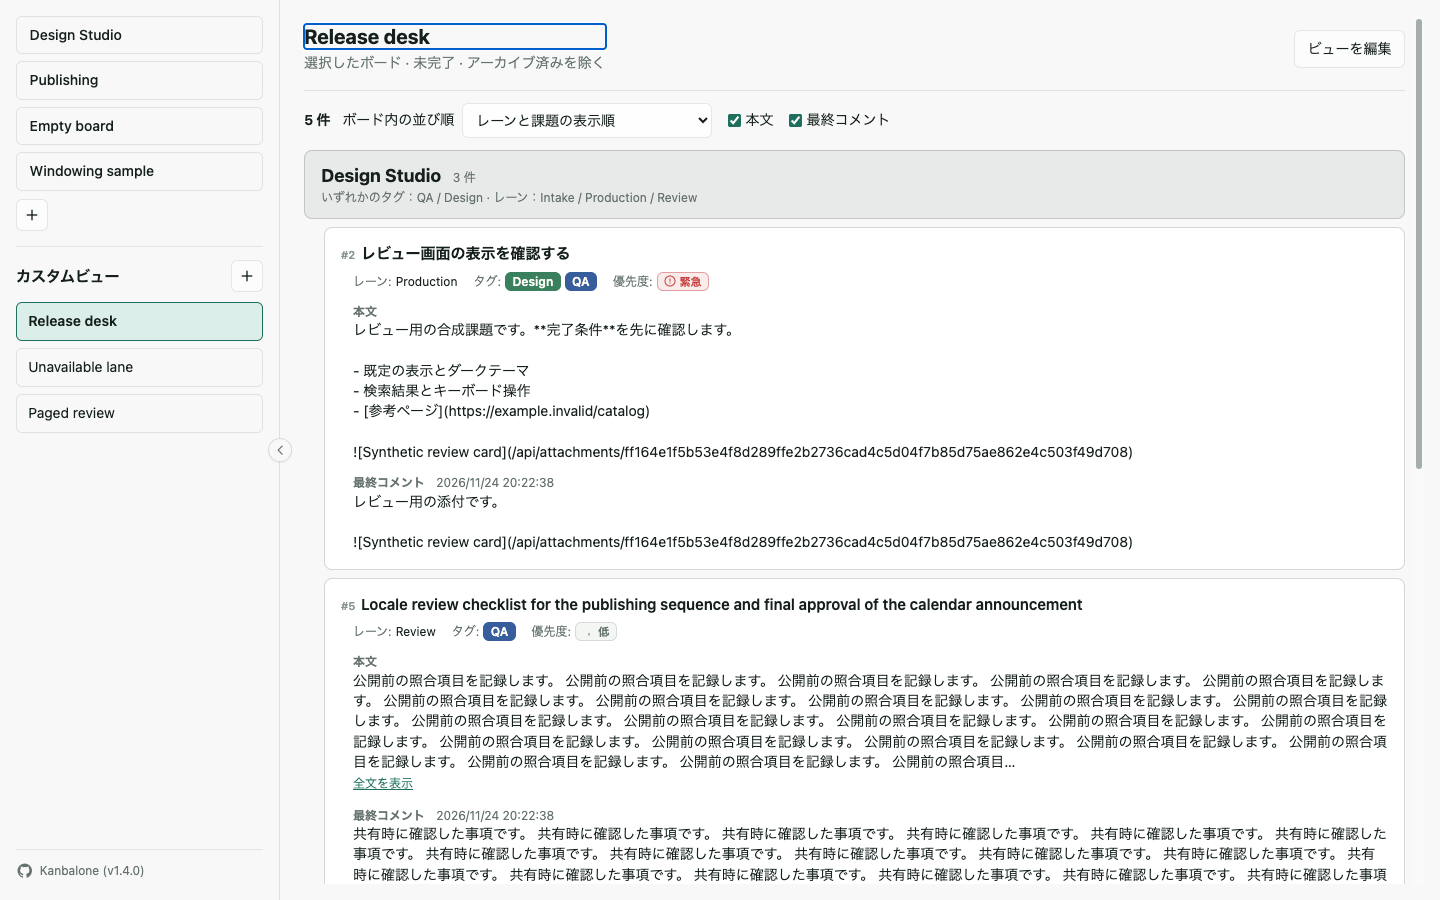 Design Studio
Publishing
Empty board
Windowing sample
+
カスタムビュー
+
Release desk
Unavailable lane
Paged review
Kanbalone (v1.4.0)
Release desk
選択したボード · 未完了 · アーカイブ済みを除く
ビューを編集
5 件 ボード内の並び順 レーンと課題の表示順 本文 最終コメント
Design Studio 3 件
いずれかのタグ：QA / Design · レーン：Intake / Production / Review
#2 レビュー画面の表示を確認する
レーン: Production タグ: Design QA 優先度: 緊急
本文
レビュー用の合成課題です。**完了条件**を先に確認します。
- 既定の表示とダークテーマ
- 検索結果とキーボード操作
- [参考ページ](https://example.invalid/catalog)
![Synthetic review card](/api/attachments/ff164e1f5b53e4f8d289ffe2b2736cad4c5d04f7b85d75ae862e4c503f49d708)
最終コメント 2026/11/24 20:22:38
レビュー用の添付です。
![Synthetic review card](/api/attachments/ff164e1f5b53e4f8d289ffe2b2736cad4c5d04f7b85d75ae862e4c503f49d708)
#5 Locale review checklist for the publishing sequence and final approval of the calendar announcement
レーン: Review タグ: QA 優先度: 低
本文
公開前の照合項目を記録します。 公開前の照合項目を記録します。 公開前の照合項目を記録します。 公開前の照合項目を記録します。 公開前の照合項目を記録しま
す。 公開前の照合項目を記録します。 公開前の照合項目を記録します。 公開前の照合項目を記録します。 公開前の照合項目を記録します。 公開前の照合項目を記録
します。 公開前の照合項目を記録します。 公開前の照合項目を記録します。 公開前の照合項目を記録します。 公開前の照合項目を記録します。 公開前の照合項目を
記録します。 公開前の照合項目を記録します。 公開前の照合項目を記録します。 公開前の照合項目を記録します。 公開前の照合項目を記録します。 公開前の照合項
目を記録します。 公開前の照合項目を記録します。 公開前の照合項目を記録します。 公開前の照合項目...
全文を表示
最終コメント 2026/11/24 20:22:38
共有時に確認した事項です。 共有時に確認した事項です。 共有時に確認した事項です。 共有時に確認した事項です。 共有時に確認した事項です。 共有時に確認した
事項です。 共有時に確認した事項です。 共有時に確認した事項です。 共有時に確認した事項です。 共有時に確認した事項です。 共有時に確認した事項です。 共有
時に確認した事項です。 共有時に確認した事項です。 共有時に確認した事項です。 共有時に確認した事項です。 共有時に確認した事項です。 共有時に確認した事項